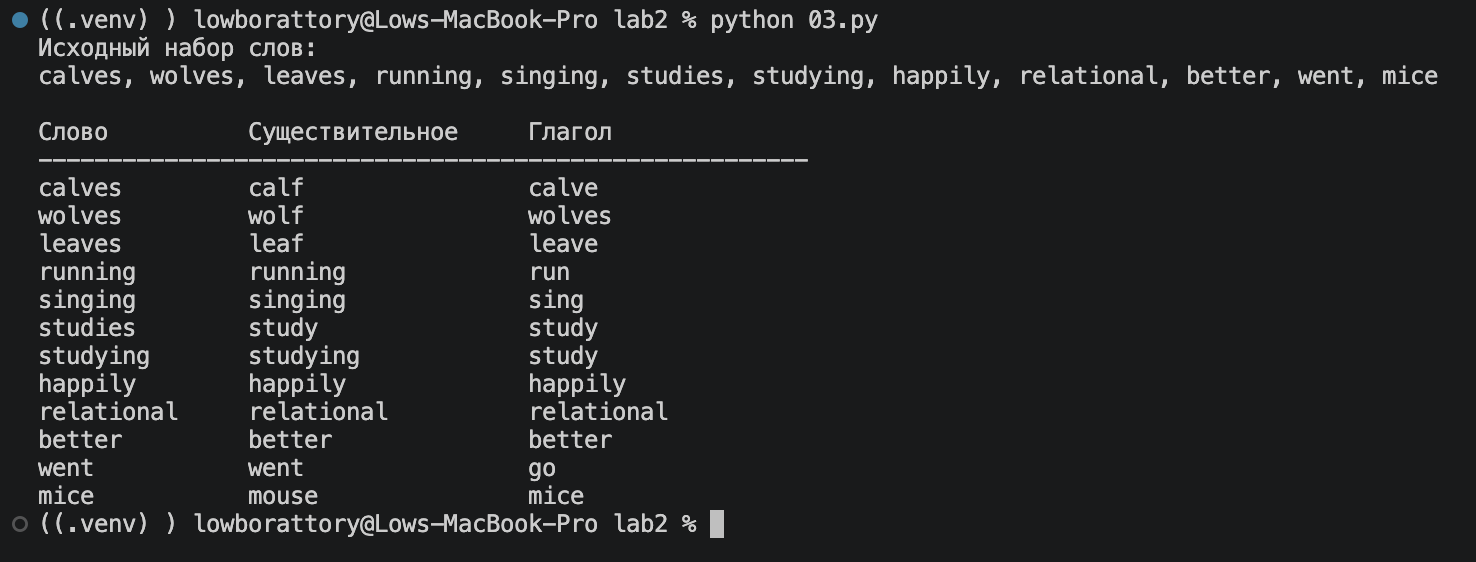 ((.venv) ) lowborattory@Lows-MacBook-Pro lab2 % python 03.py
Исходный набор слов:
calves, wolves, leaves, running, singing, studies, studying, happily, relational, better, went, mice
Слово Существительное Глагол
-------------------------------------------------------
calves calf calve
wolves wolf wolves
leaves leaf leave
running running run
singing singing sing
studies study study
studying studying study
happily happily happily
relational relational relational
better better better
went went go
mice mouse mice
((.venv) ) lowborattory@Lows-MacBook-Pro lab2 %